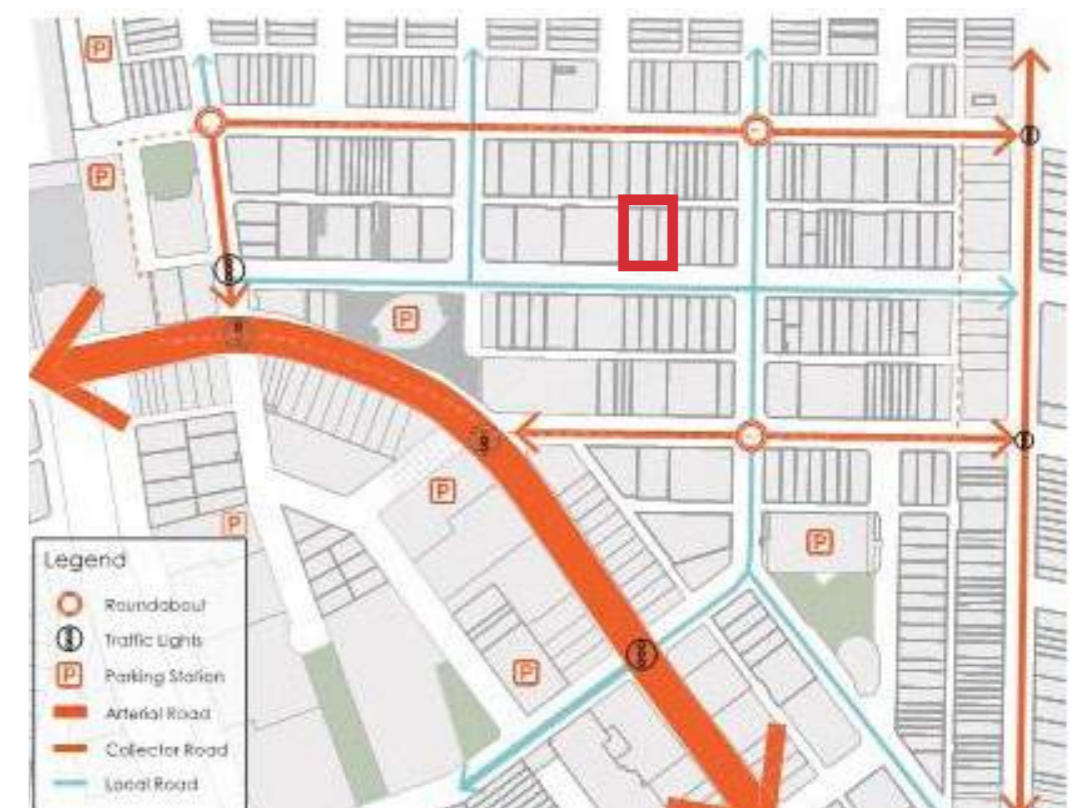 P
P
P
P
P
P
P
Legend
Roundabout
Traffic Lights
P
Parking Station
Arterial Road
Collector Road
Local Road